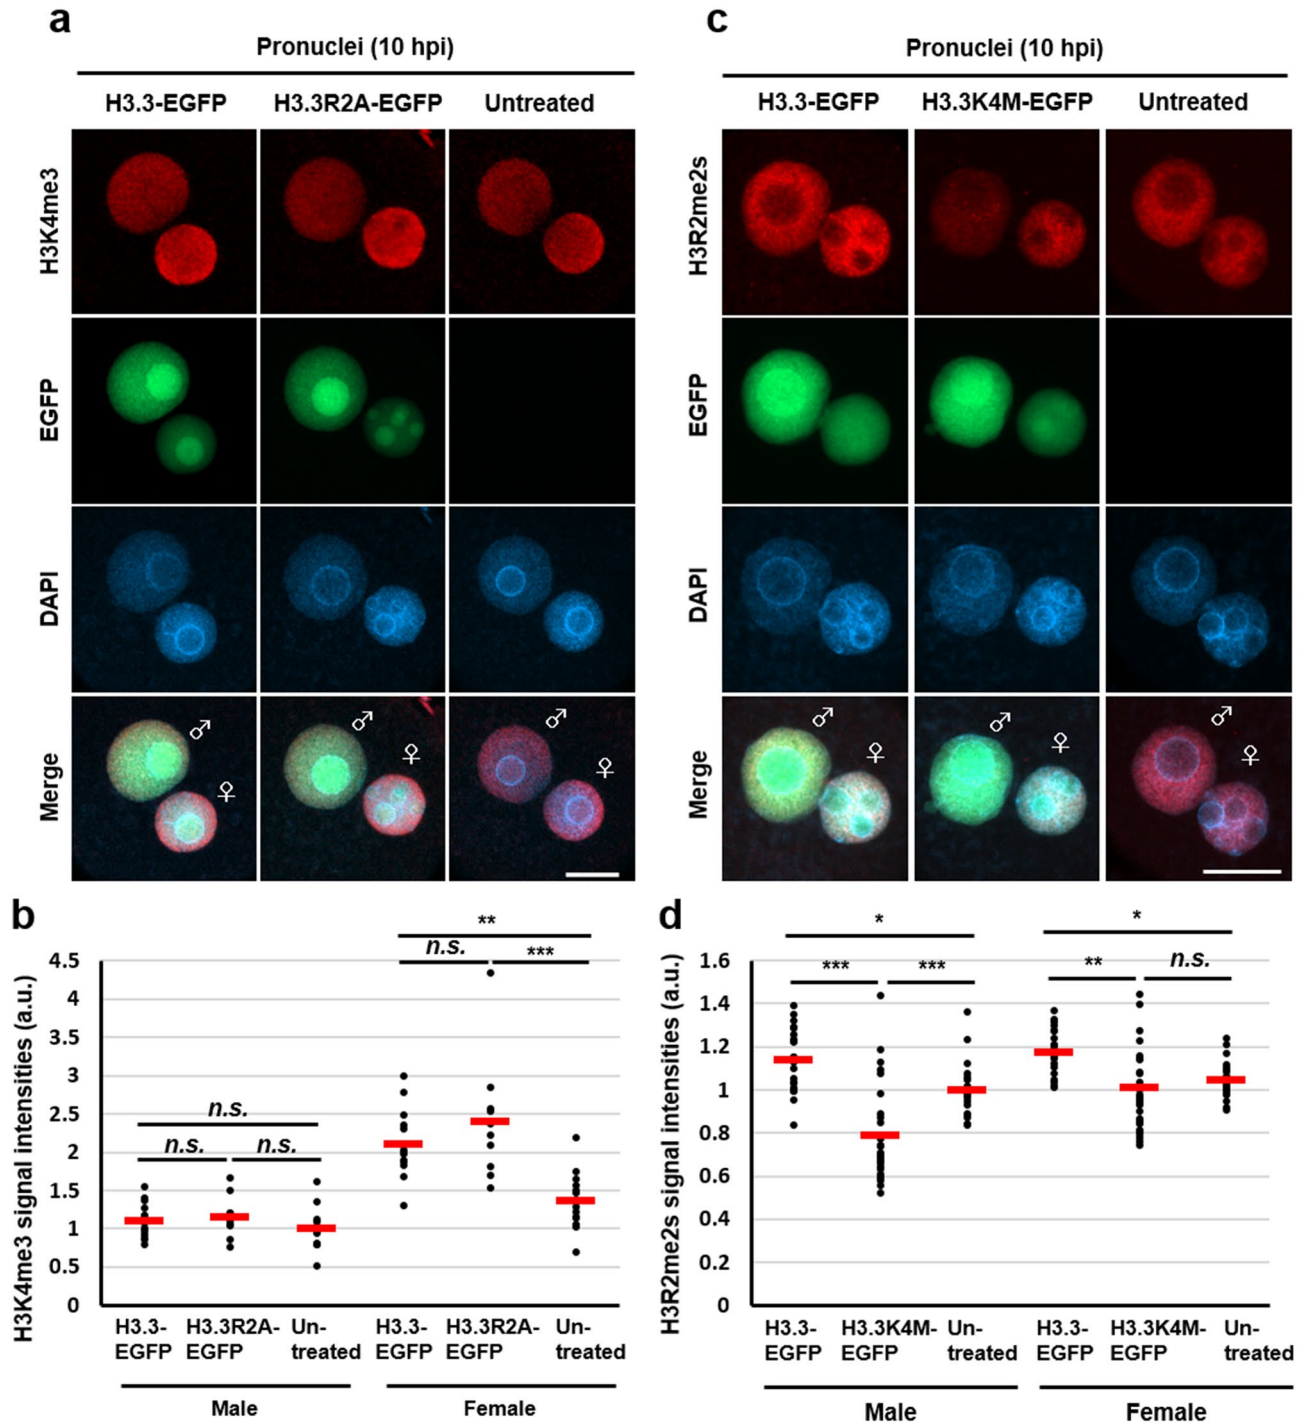 a
Pronuclei (10 hpi)
H3.3-EGFP H3.3R2A-EGFP Untreated
H3K4me3
EGFP
DAPI
Merge
♂
♀
♂
♀
♂
♀
c
Pronuclei (10 hpi)
H3.3-EGFP H3.3K4M-EGFP Untreated
H3R2me2s
EGFP
DAPI
Merge
♂
♀
♂
♀
♂
♀
b
H3K4me3 signal intensities (a.u.)
4.5
4
3.5
3
2.5
2
1.5
1
0.5
0
**
n.s. ***
n.s.
n.s. n.s.
H3.3- H3.3R2A- Un- H3.3- H3.3R2A- Un-
EGFP EGFP treated EGFP EGFP treated
Male Female
d
H3R2me2s signal intensities (a.u.)
1.6
1.4
1.2
1
0.8
0.6
0.4
0.2
0
* *
*** *** ** n.s.
H3.3- H3.3K4M- Un- H3.3- H3.3K4M- Un-
EGFP EGFP treated EGFP EGFP treated
Male Female